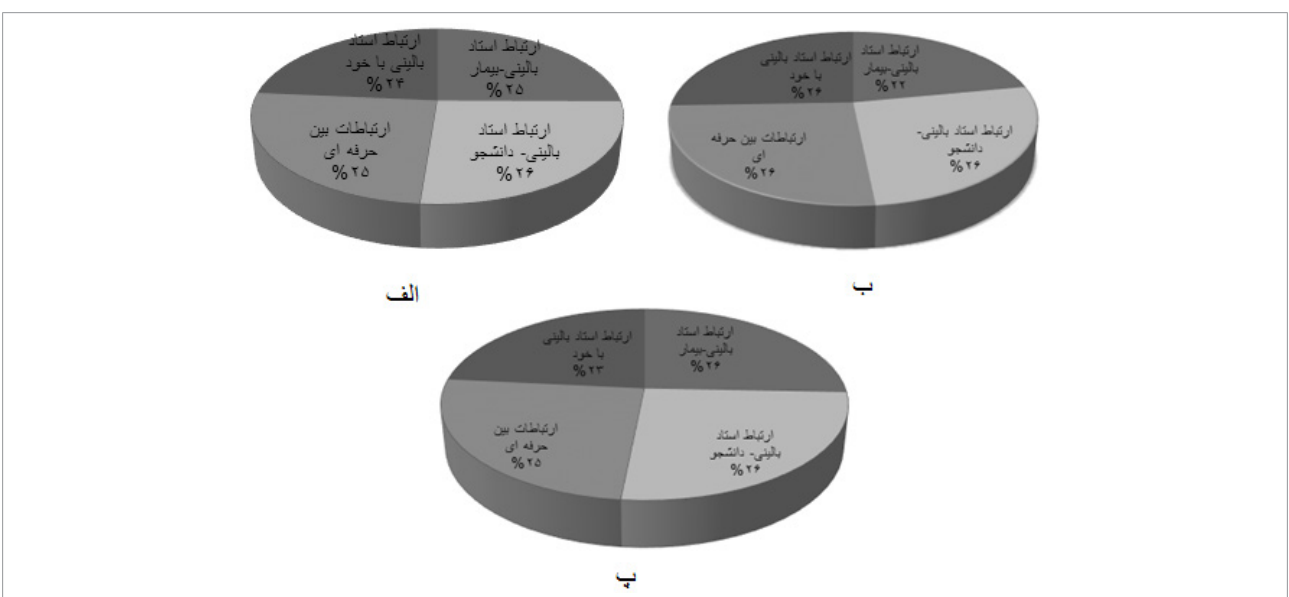 ارتباط استاد
بالینی-بیمار
%۲۵
ارتباط استاد
بالینی- دانشجو
%۲۶
ارتباطات بین
حرفه ای
%۲۵
ارتباط استاد
بالینی با خود
%۲۴
الف
ارتباط استاد
بالینی-بیمار
%۲۲
ارتباط استاد بالینی-
دانشجو
%۲۶
ارتباطات بین حرفه
ای
%۲۶
ارتباط استاد بالینی
با خود
%۲۶
ب
ارتباط استاد
بالینی-بیمار
%۲۶
ارتباط استاد
بالینی- دانشجو
%۲۶
ارتباطات بین
حرفه ای
%۲۵
ارتباط استاد بالینی
با خود
%۲۳
پ